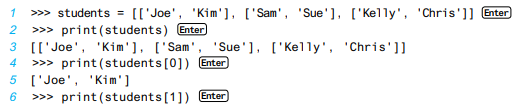 1 >>> students = [['Joe', 'Kim'], ['Sam', 'Sue'], ['Kelly', 'Chris']] Enter
2 >>> print(students) Enter
3 [['Joe', 'Kim'], ['Sam', 'Sue'], ['Kelly', 'Chris']]
4 >>> print(students[0]) Enter
5 ['Joe', 'Kim']
6 >>> print(students[1]) Enter